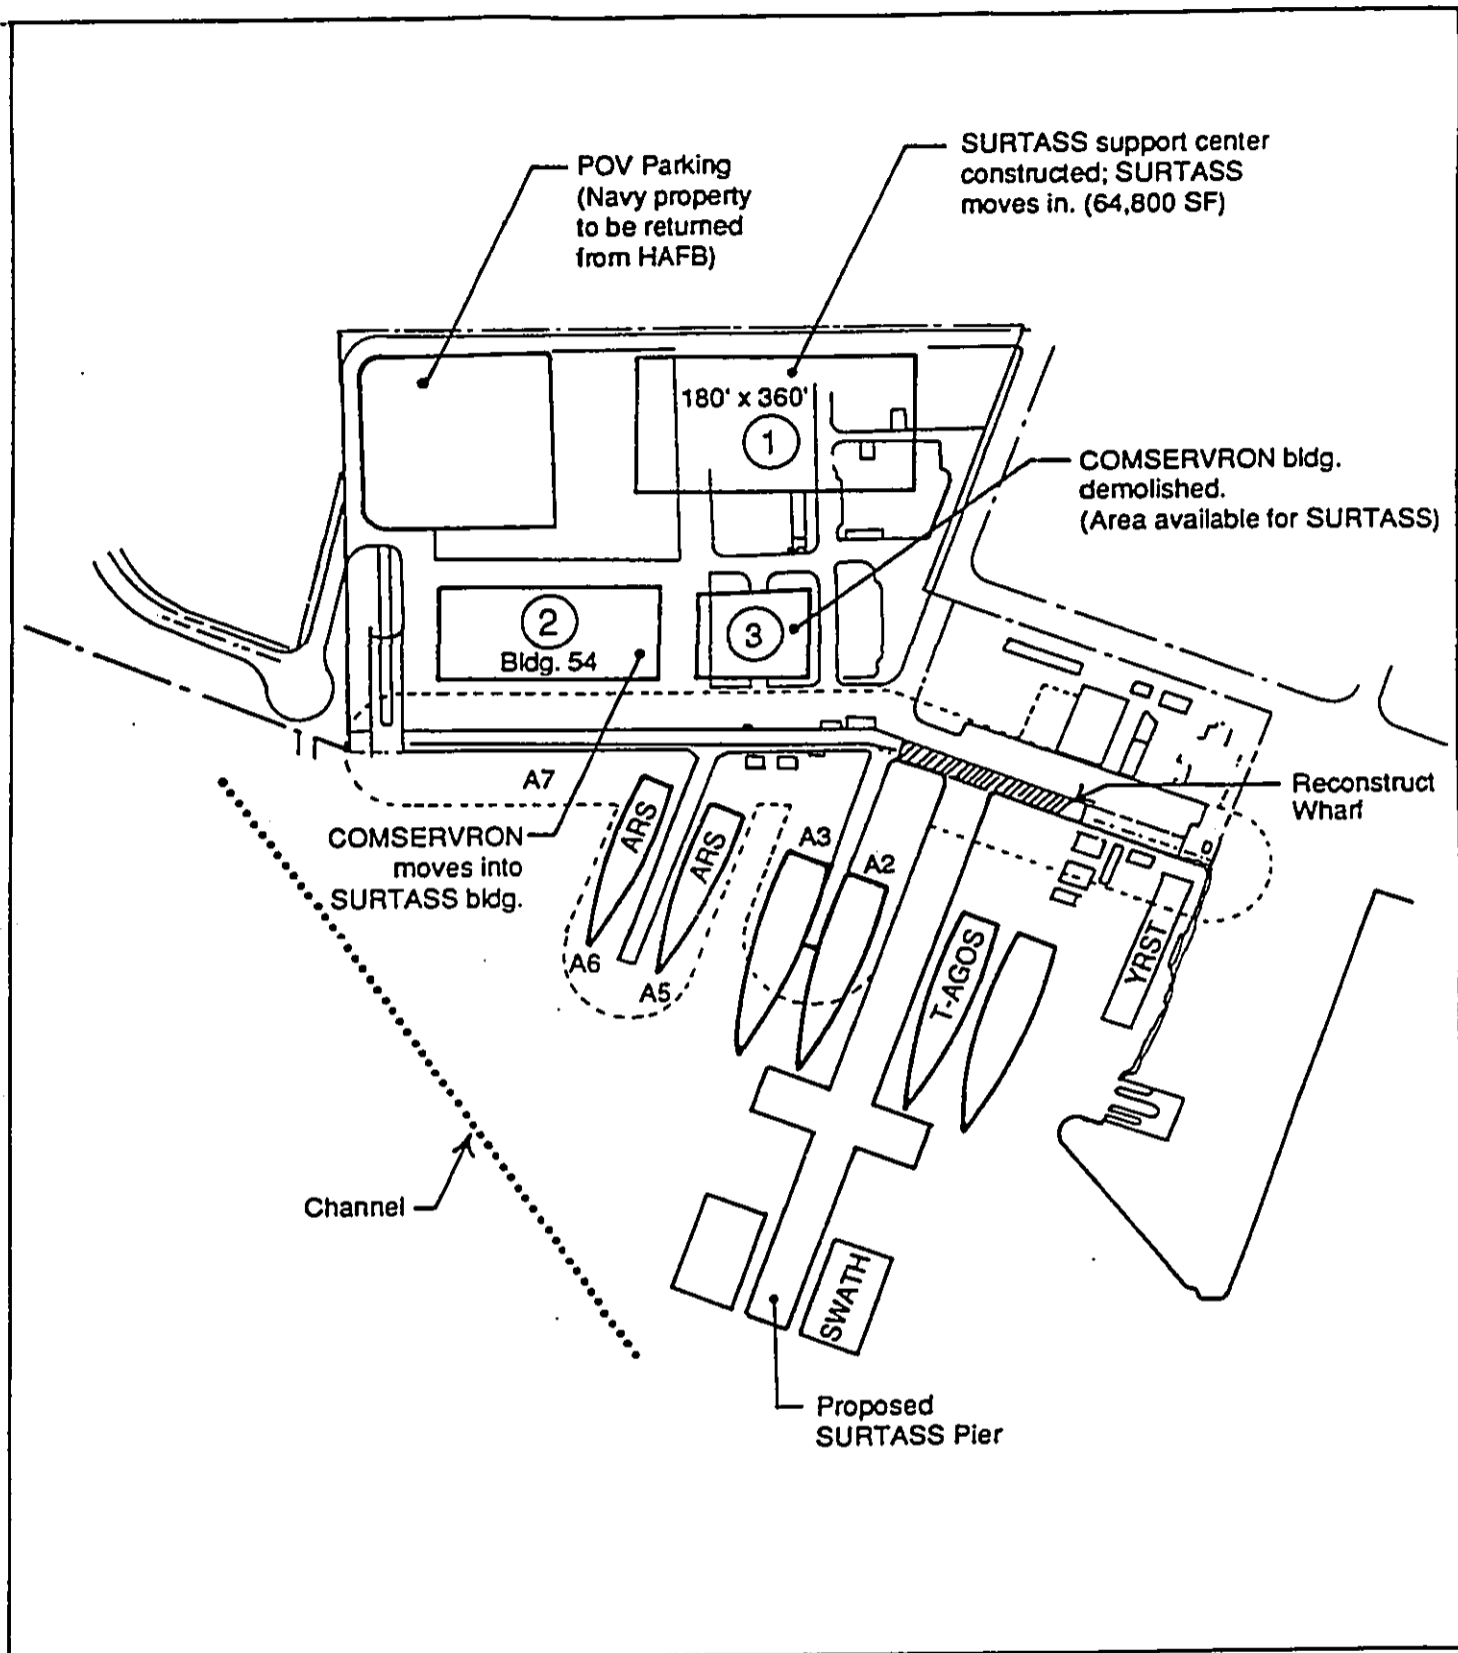 POV Parking
(Navy property
to be returned
from HAFB)
SURTASS support center
constructed; SURTASS
moves in. (64,800 SF)
180' x 360'
1
COMSERVRON bldg.
demolished.
(Area available for SURTASS)
2
Bldg. 54
3
A7
Reconstruct
Wharf
COMSERVRON
moves into
SURTASS bldg.
ARS
ARS
A3
A2
A6
A5
T-AGOS
YRST
Channel
SWATH
Proposed
SURTASS Pier